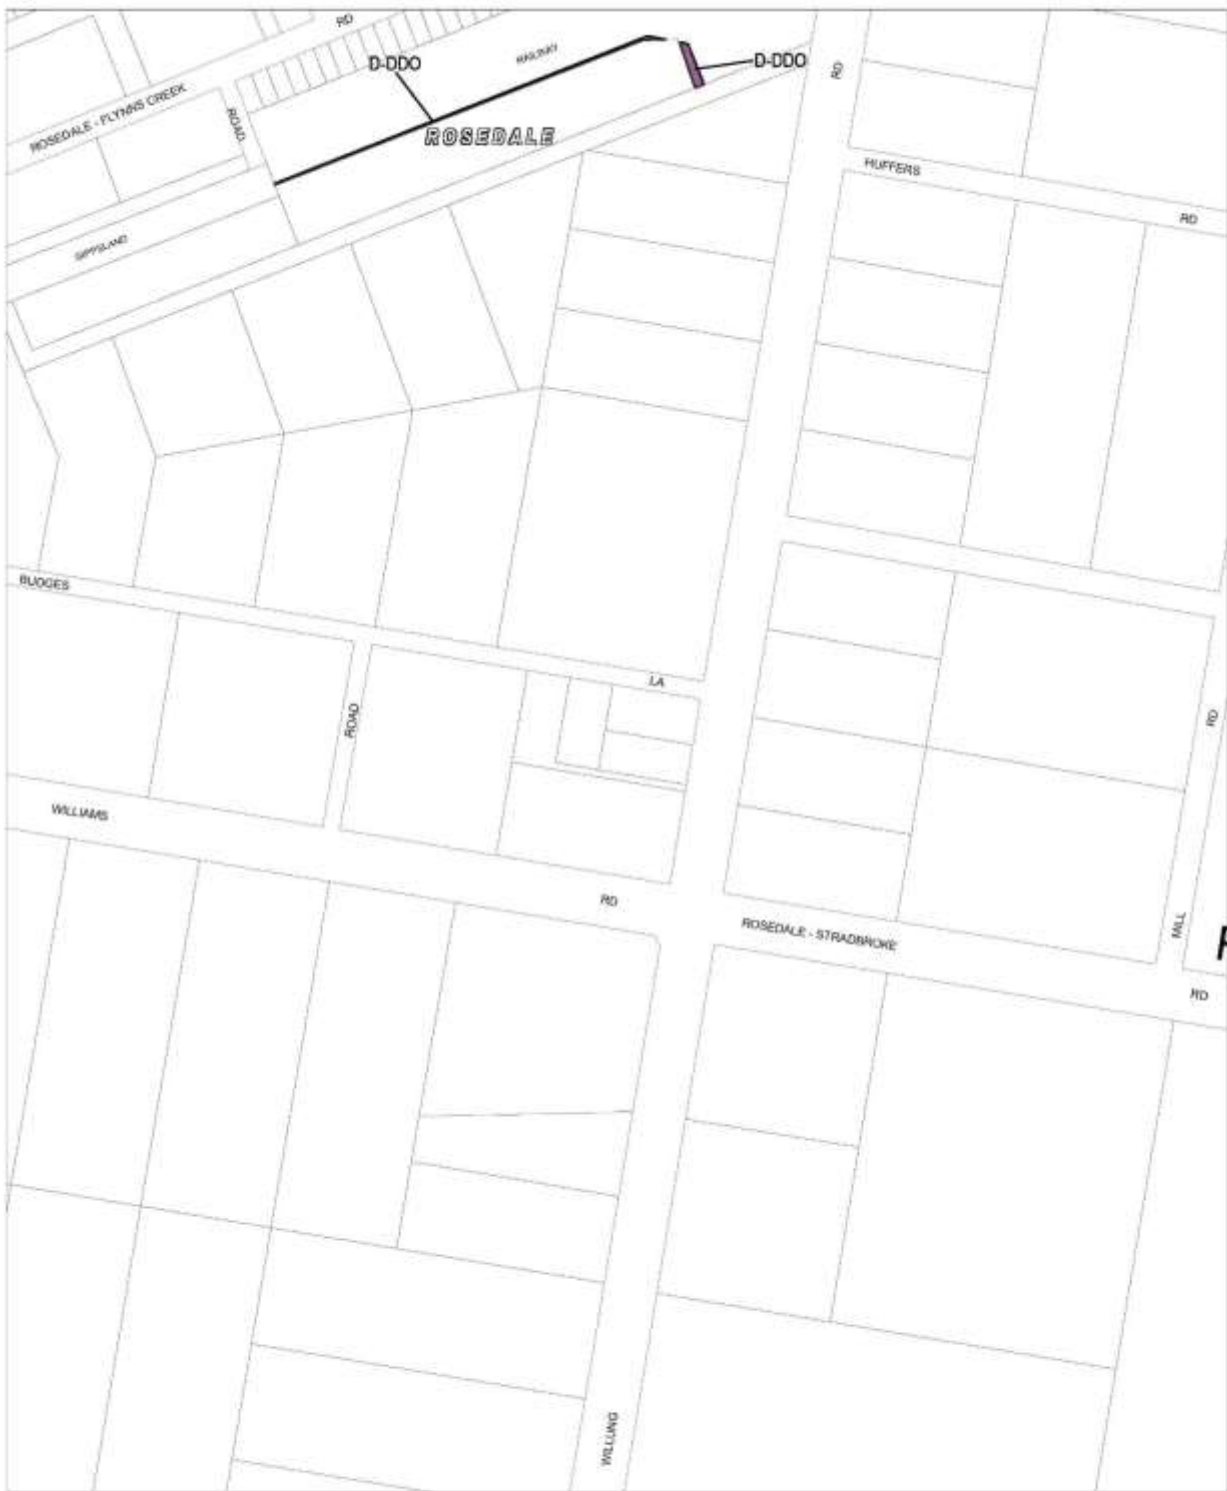 RD
RAILWAY
D-DDO
D-DDO
RD
ROSEDALE - FLYNNS CREEK
ROAD
ROSEDALE
HUFFERS
RD
GIPPSLAND
BUDGES
LA
ROAD
RD
WILLIAMS
RD
ROSEDALE - STRADBROKE
MILL
RD
WILLUNG